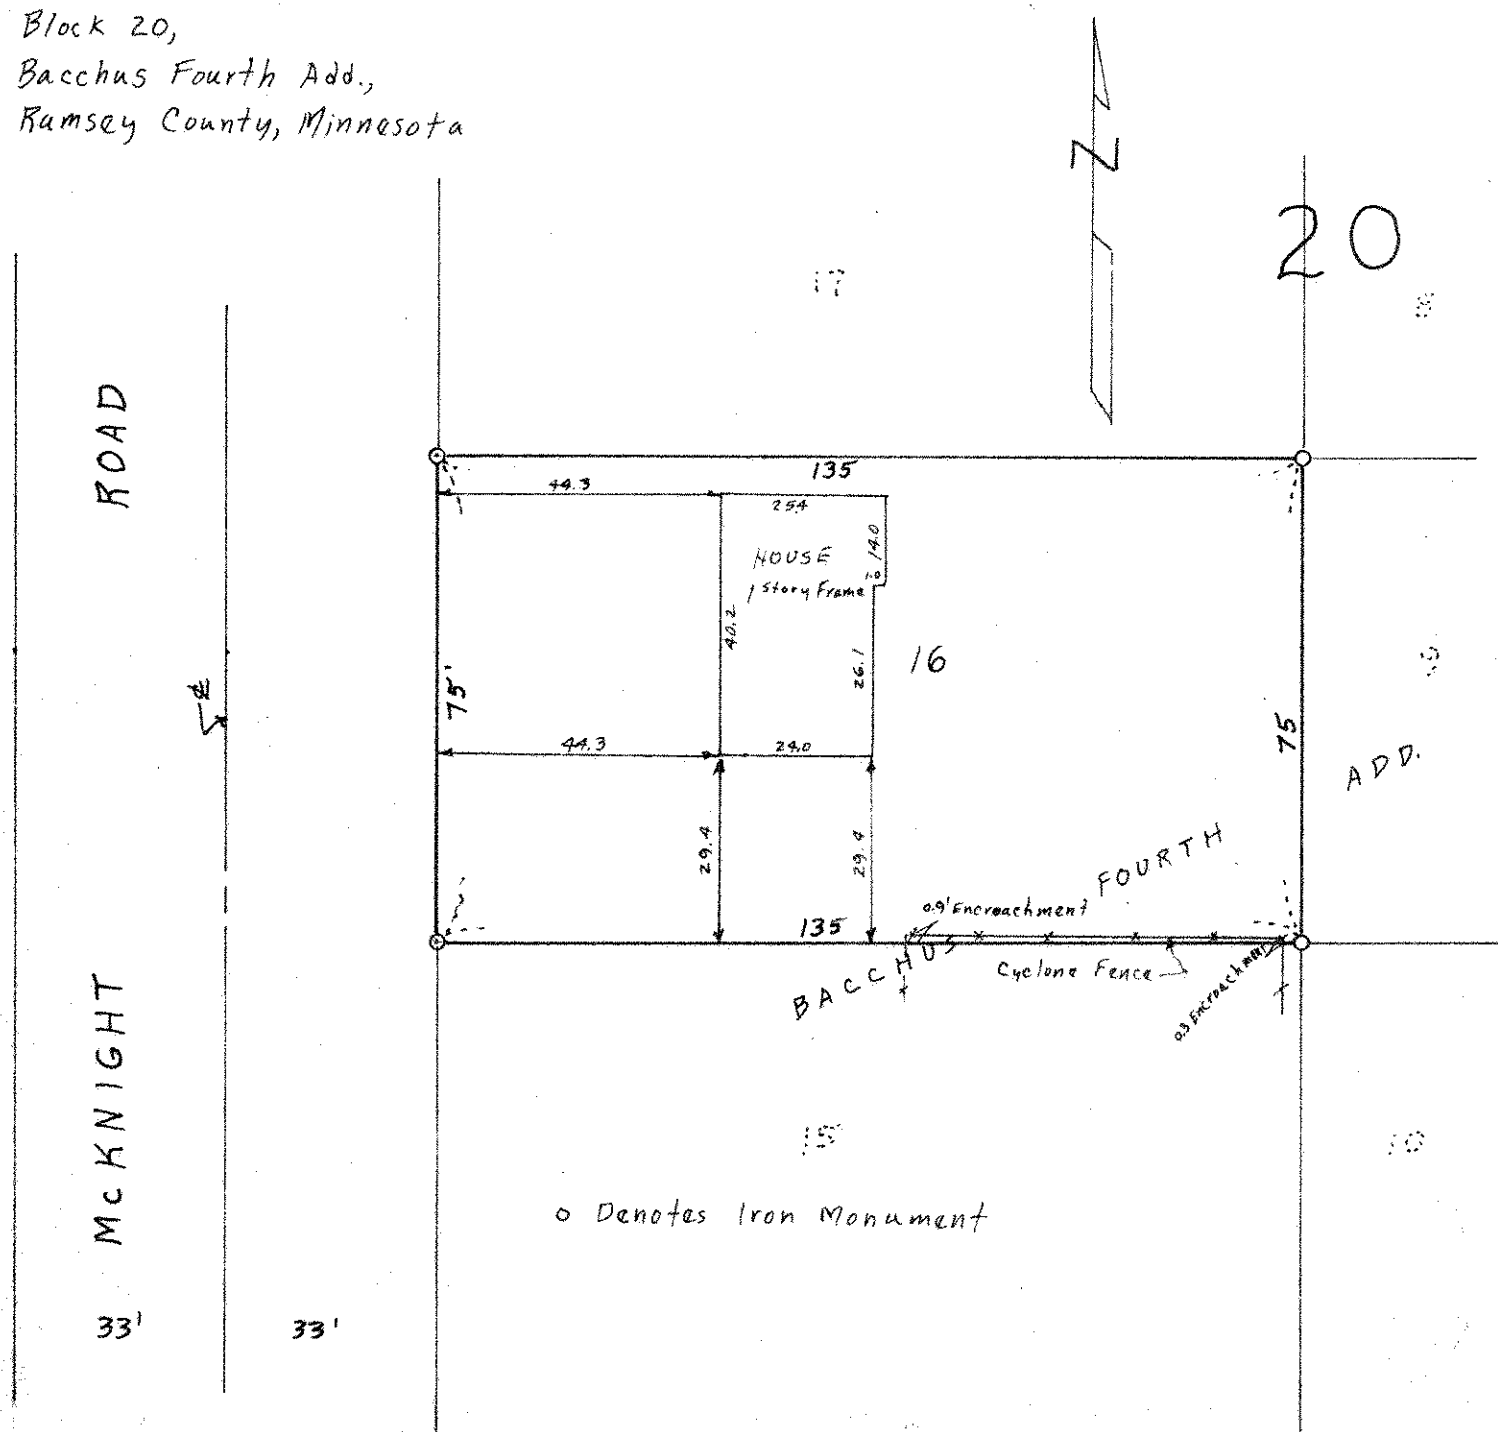 Block 20,
Bacchus Fourth Add.,
Ramsey County, Minnesota
N
20
17
ROAD
135
44.3
25.4
14.0
HOUSE
1.0
1 Story Frame
40.2
26.1
16
75'
75
44.3
24.0
ADD.
29.4
29.4
FOURTH
0.9' Encroachment
135
BACCHUS
Cyclone Fence
0.3 Encroachment
McKNIGHT
15
10
o Denotes Iron Monument
33'
33'